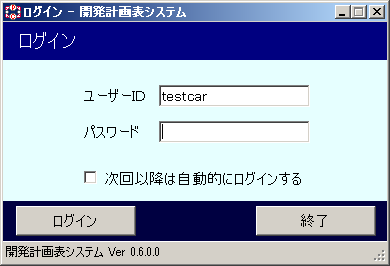 ログイン - 開発計画表システム
ログイン
ユーザーID testcar
パスワード
次回以降は自動的にログインする
ログイン 終了
開発計画表システム Ver 0.6.0.0